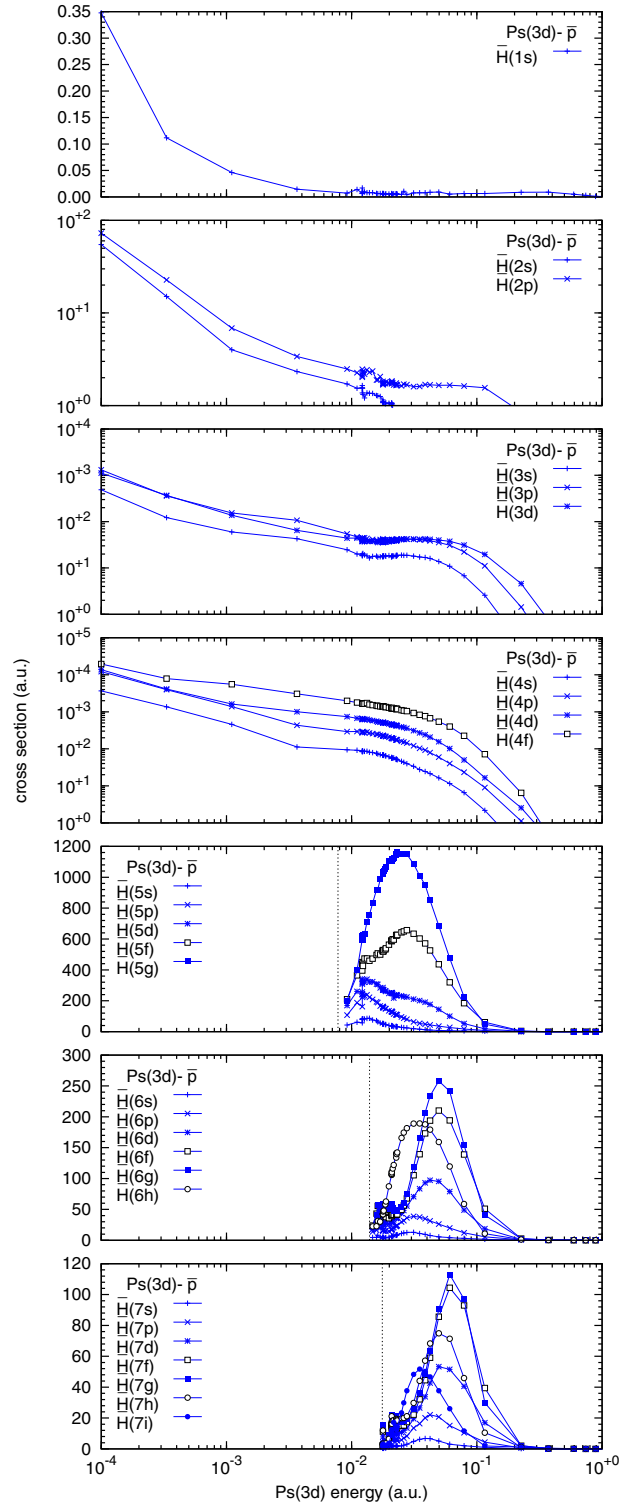 Ps(3d)- p̅
H̅(1s)
0.35
0.30
0.25
0.20
0.15
0.10
0.05
0.00
Ps(3d)- p̅
H̅(2s)
H̅(2p)
10+2
10+1
10+0
Ps(3d)- p̅
H̅(3s)
H̅(3p)
H̅(3d)
10+4
10+3
10+2
10+1
10+0
cross section (a.u.)
Ps(3d)- p̅
H̅(4s)
H̅(4p)
H̅(4d)
H̅(4f)
10+5
10+4
10+3
10+2
10+1
10+0
Ps(3d)- p̅
H̅(5s)
H̅(5p)
H̅(5d)
H̅(5f)
H̅(5g)
1200
1000
800
600
400
200
0
Ps(3d)- p̅
H̅(6s)
H̅(6p)
H̅(6d)
H̅(6f)
H̅(6g)
H̅(6h)
300
250
200
150
100
50
0
Ps(3d)- p̅
H̅(7s)
H̅(7p)
H̅(7d)
H̅(7f)
H̅(7g)
H̅(7h)
H̅(7i)
120
100
80
60
40
20
0
10-4 10-3 10-2 10-1 10+0
Ps(3d) energy (a.u.)